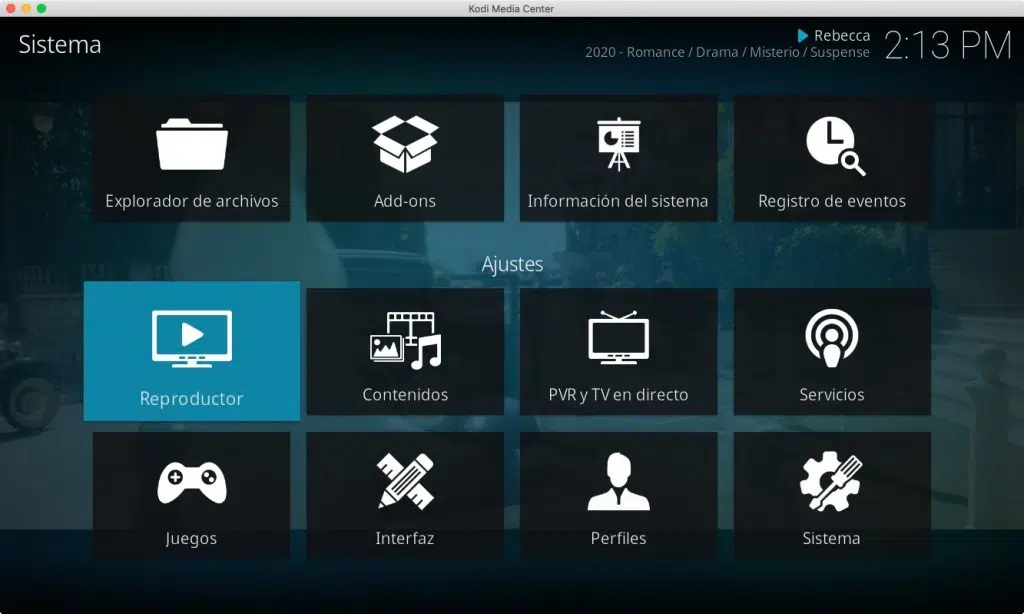 Kodi Media Center
Sistema
Rebecca
2020 - Romance / Drama / Misterio / Suspense
2:13 PM
Explorador de archivos
Add-ons
Información del sistema
Registro de eventos
Ajustes
Reproductor
Contenidos
PVR y TV en directo
Servicios
Juegos
Interfaz
Perfiles
Sistema